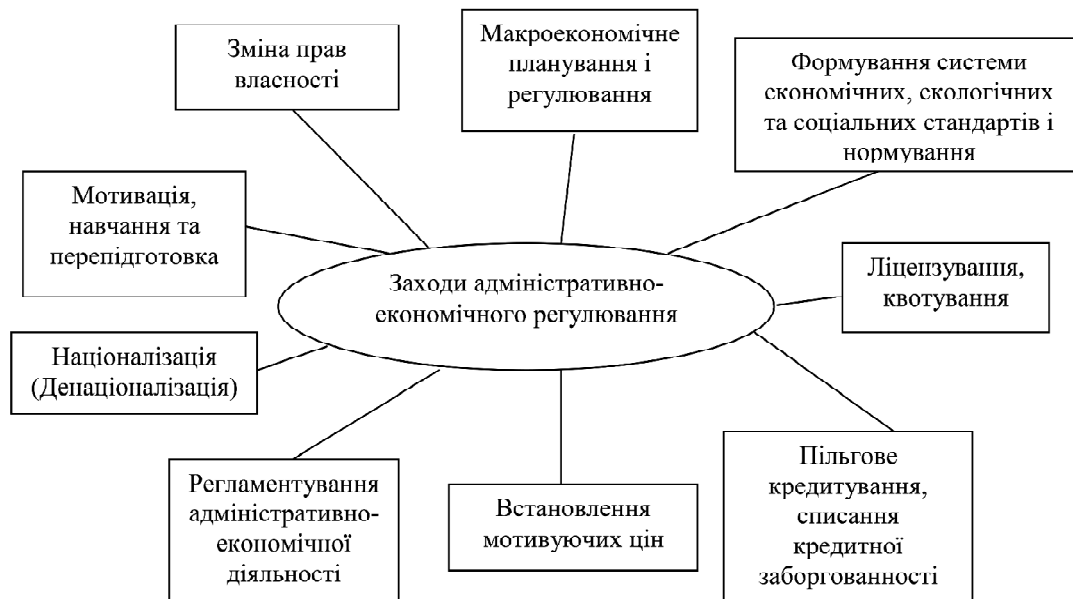 Зміна прав
власності
Макроекономічне
планування і
регулювання
Формування системи
економічних, екологічних
та соціальних стандартів і
нормування
Мотивація,
навчання та
перепідготовка
Заходи адміністративно-
економічного регулювання
Ліцензування,
квотування
Націоналізація
(Денаціоналізація)
Регламентування
адміністративно-
економічної
діяльності
Встановлення
мотивуючих цін
Пільгове
кредитування,
списання
кредитної
заборгованності